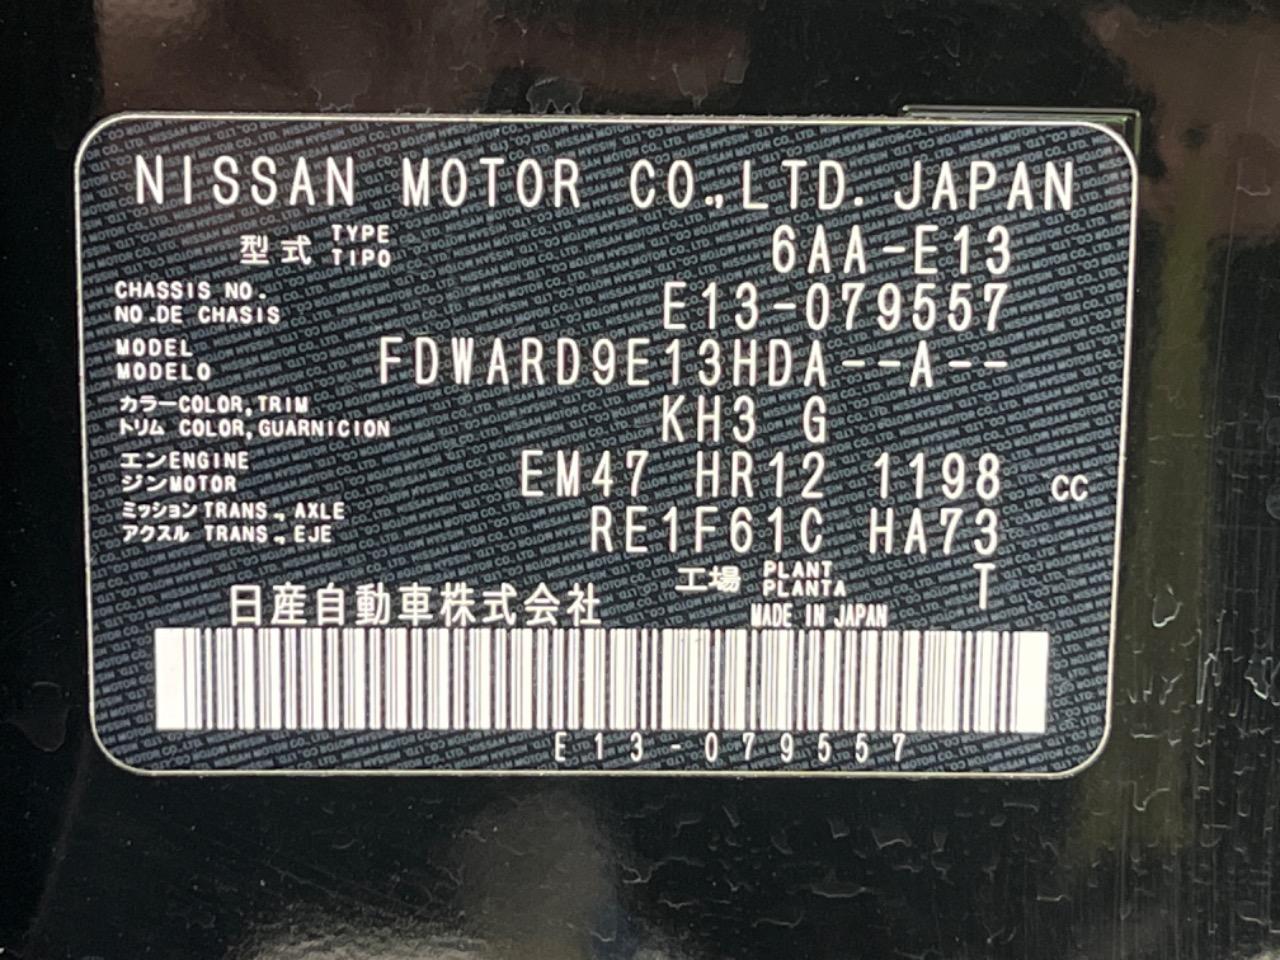 NISSAN MOTOR CO.,LTD. JAPAN
型式 TYPE TIPO 6AA-E13
CHASSIS NO. NO.DE CHASIS E13-079557
MODEL MODELO FDWARD9E13HDA--A--
カラーCOLOR,TRIM トリム COLOR,GUARNICION KH3 G
エンENGINE ジンMOTOR EM47 HR12 1198 CC
ミッションTRANS.,AXLE アクスル TRANS.,EJE RE1F61C HA73
工場 PLANT PLANTA T
日産自動車株式会社 MADE IN JAPAN
E13-079557